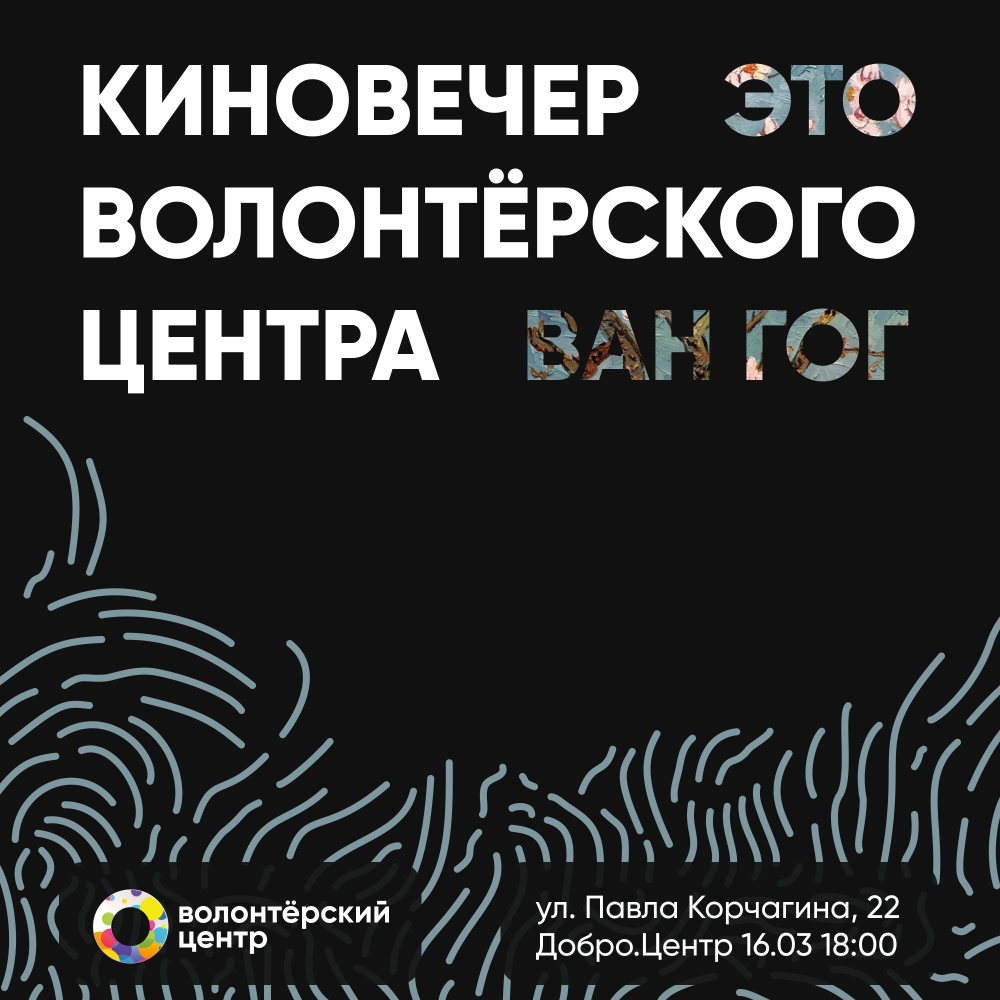 КИНОВЕЧЕР ЭТО
ВОЛОНТЁРСКОГО
ЦЕНТРА ВАН ГОГ
волонтёрский
центр
ул. Павла Корчагина, 22
Добро.Центр 16.03 18:00